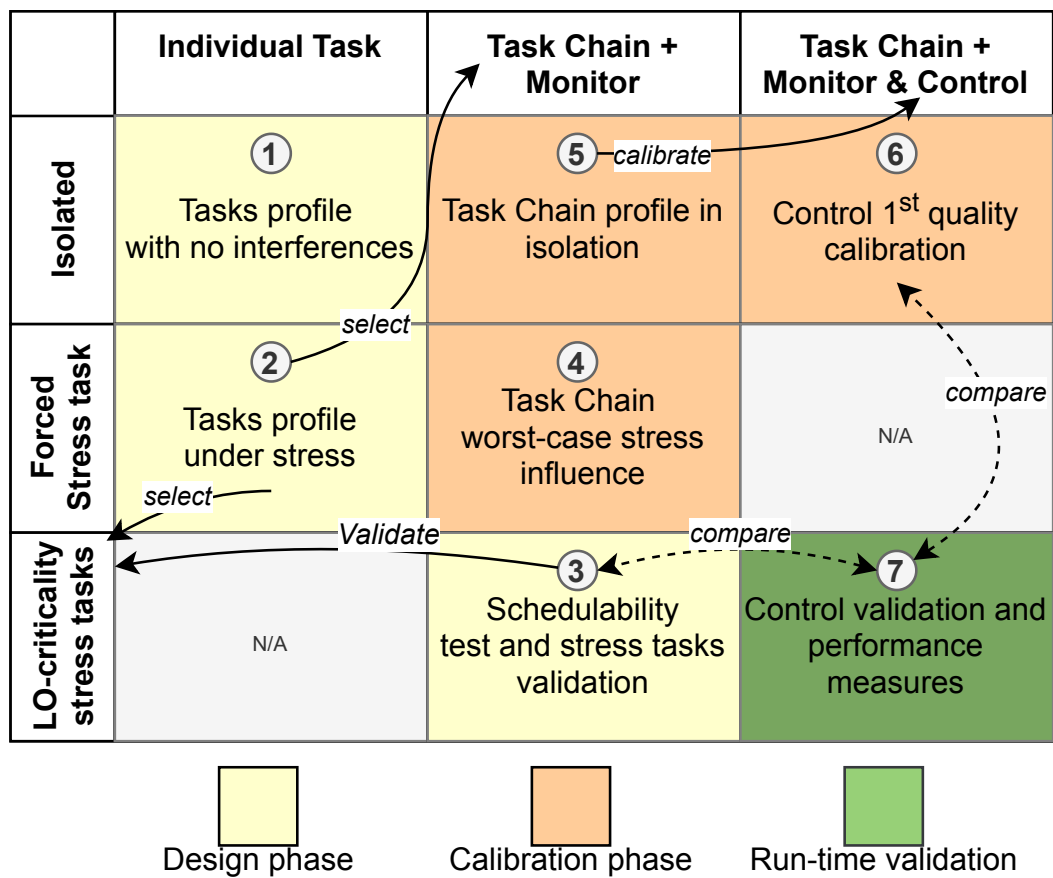 Individual Task
Task Chain +
Monitor
Task Chain +
Monitor & Control
Isolated
1
Tasks profile
with no interferences
5
calibrate
Task Chain profile in
isolation
6
Control 1st quality
calibration
select
Forced
Stress task
2
Tasks profile
under stress
select
4
Task Chain
worst-case stress
influence
N/A
compare
LO-criticality
stress tasks
N/A
Validate
3
Schedulability
test and stress tasks
validation
compare
7
Control validation and
performance
measures
Design phase
Calibration phase
Run-time validation